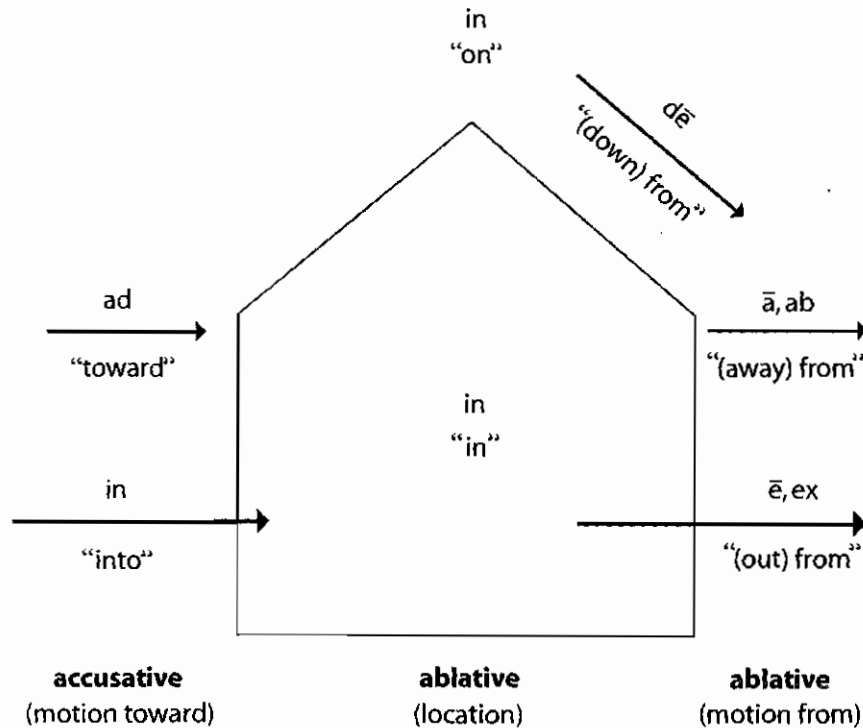 in
“on”
dē
“(down) from”
ad
“toward”
ā, ab
“(away) from”
in
“in”
in
“into”
ē, ex
“(out) from”
accusative
(motion toward)
ablative
(location)
ablative
(motion from)